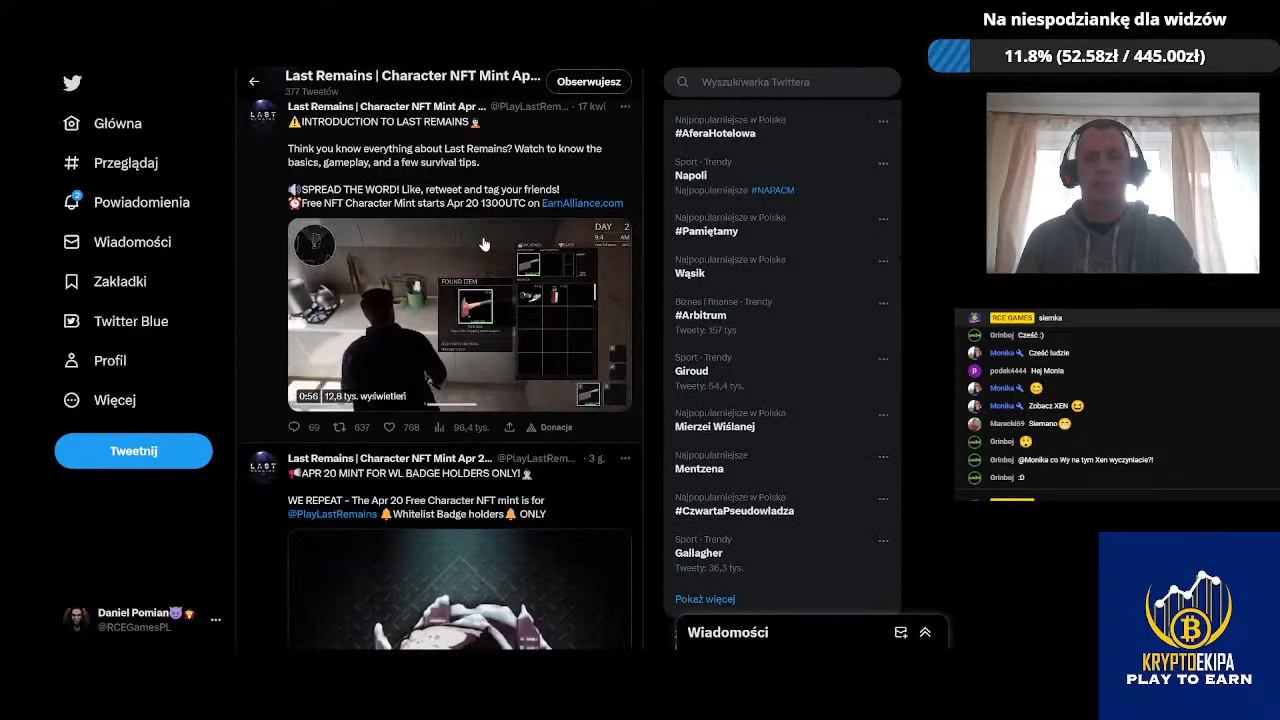 Na niespodziankę dla widzów
11.8% (52.58zł / 445.00zł)
Główna
Przeglądaj
2
Powiadomienia
Wiadomości
Zakładki
Twitter Blue
Profil
Więcej
Tweetnij
Daniel Pomian
@RCEGamesPL
Last Remains | Character NFT Mint Ap...
377 Tweetów
Obserwujesz
Last Remains | Character NFT Mint Apr ... @PlayLastRem... · 17 kwi
LAST
⚠️INTRODUCTION TO LAST REMAINS
Think you know everything about Last Remains? Watch to know the
basics, gameplay, and a few survival tips.
🔊SPREAD THE WORD! Like, retweet and tag your friends!
⏰Free NFT Character Mint starts Apr 20 1300UTC on EarnAlliance.com
DAY 2
FOUND ITEM
0:56 | 12,8 tys. wyświetleń
69 637 768 96,4 tys. Donacja
Last Remains | Character NFT Mint Apr 2... @PlayLastRem... · 3 g.
LAST
📢APR 20 MINT FOR WL BADGE HOLDERS ONLY!
WE REPEAT - The Apr 20 Free Character NFT mint is for
@PlayLastRemains 🔔Whitelist Badge holders🔔 ONLY
Wyszukiwarka Twittera
Najpopularniejsze w Polska
#AferaHotelowa
Sport · Trendy
Napoli
Najpopularniejsze #NAPACM
Najpopularniejsze w Polska
#Pamiętamy
Najpopularniejsze w Polska
Wąsik
Biznes i finanse · Trendy
#Arbitrum
Tweety: 157 tys
Sport · Trendy
Giroud
Tweety: 54,4 tys.
Najpopularniejsze w Polska
Mierzei Wiślanej
Najpopularniejsze
Mentzena
Najpopularniejsze w Polska
#CzwartaPseudowładza
Sport · Trendy
Gallagher
Tweety: 36,3 tys.
Pokaż więcej
Wiadomości
RCE GAMES siemka
Grinboj Cześć :)
Monika Cześć ludzie
podek4444 Hej Monia
Monika 😊
Monika Zobacz XEN 😄
Marecki69 Siemano😁
Grinboj 😲
Grinboj @Monika co Wy na tym Xen wyczyniacie?!
Grinboj :D
KRYPTOEKIPA
PLAY TO EARN